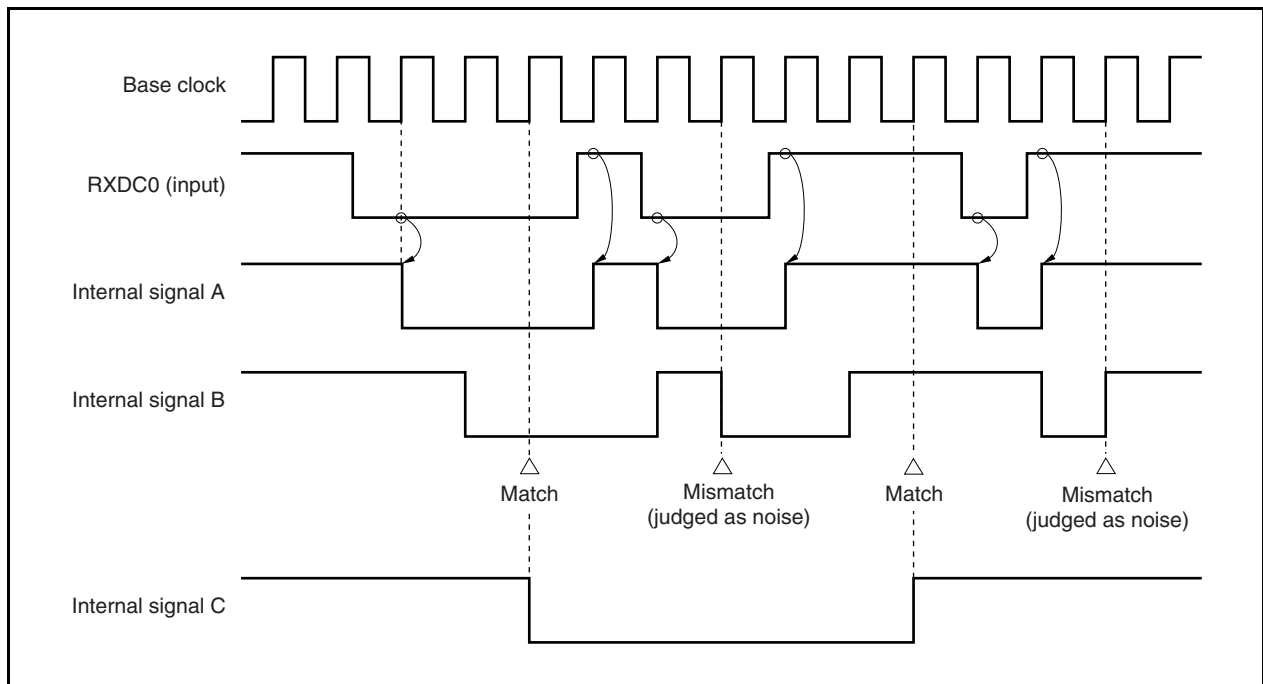 Base clock
RXDC0 (input)
Internal signal A
Internal signal B
Match
Mismatch
(judged as noise)
Match
Mismatch
(judged as noise)
Internal signal C